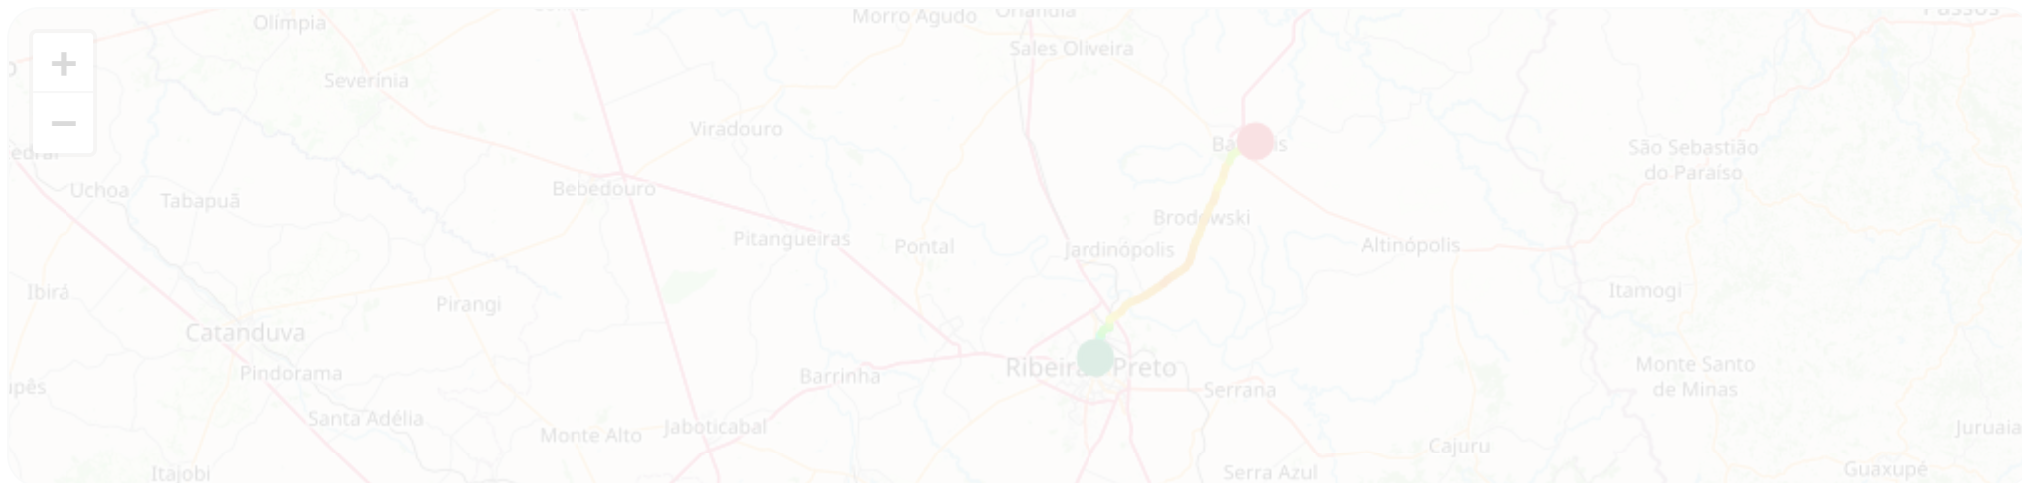 Olímpia
Morro Agudo
Orlândia
Passos
Sales Oliveira
+
Severínia
−
Viradouro
São Sebastião
do Paraíso
Uchoa
Tabapuã
Bebedouro
Brodowski
Pitangueiras
Pontal
Jardinópolis
Altinópolis
Ibirá
Pirangi
Itamogi
Catanduva
Pindorama
Barrinha
Preto
Serrana
Monte Santo
de Minas
Santa Adélia
Monte Alto
Jaboticabal
Cajuru
Juruaia
Itajobi
Serra Azul
Guaxupé